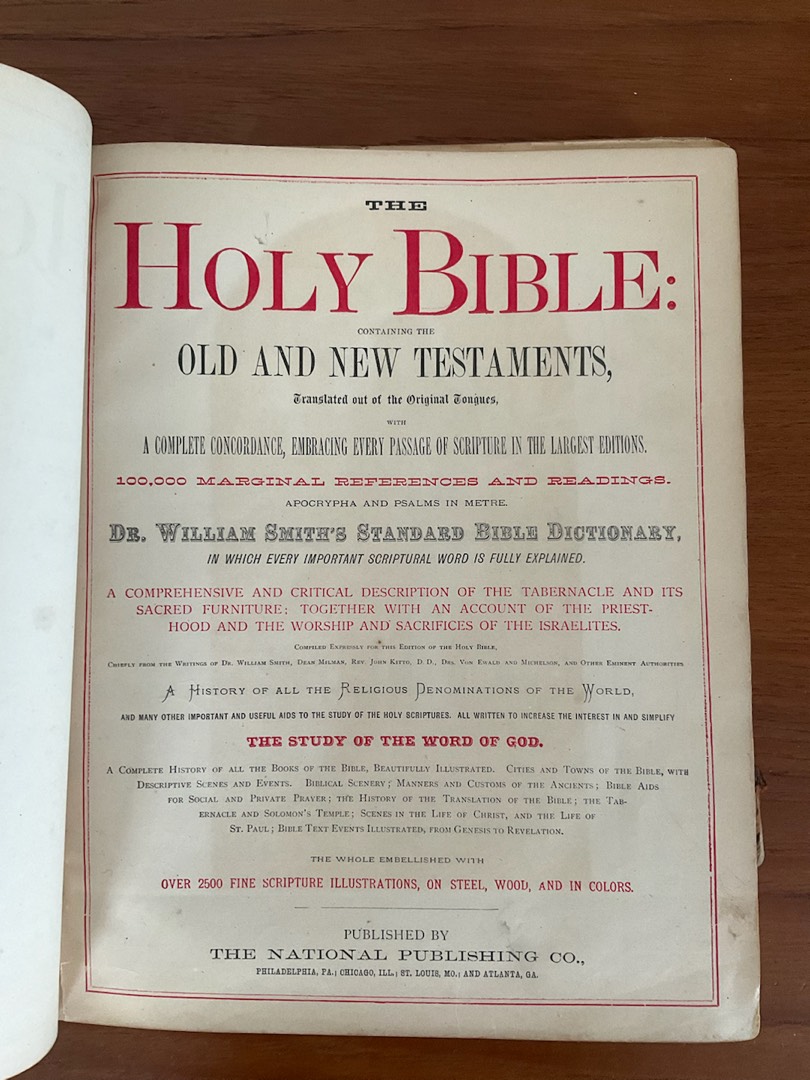 THE
HOLY BIBLE:
CONTAINING THE
OLD AND NEW TESTAMENTS,
Translated out of the Original Tongues,
WITH
A COMPLETE CONCORDANCE, EMBRACING EVERY PASSAGE OF SCRIPTURE IN THE LARGEST EDITIONS.
100,000 MARGINAL REFERENCES AND READINGS.
APOCRYPHA AND PSALMS IN METRE.
DR. WILLIAM SMITH'S STANDARD BIBLE DICTIONARY,
IN WHICH EVERY IMPORTANT SCRIPTURAL WORD IS FULLY EXPLAINED.
A COMPREHENSIVE AND CRITICAL DESCRIPTION OF THE TABERNACLE AND ITS
SACRED FURNITURE; TOGETHER WITH AN ACCOUNT OF THE PRIEST-
HOOD AND THE WORSHIP AND SACRIFICES OF THE ISRAELITES.
COMPILED EXPRESSLY FOR THIS EDITION OF THE HOLY BIBLE,
CHIEFLY FROM THE WRITINGS OF DR. WILLIAM SMITH, DEAN MILMAN, REV. JOHN KITTO, D.D., DRS. VON EWALD AND MICHELSON, AND OTHER EMINENT AUTHORITIES
A HISTORY OF ALL THE RELIGIOUS DENOMINATIONS OF THE WORLD,
AND MANY OTHER IMPORTANT AND USEFUL AIDS TO THE STUDY OF THE HOLY SCRIPTURES. ALL WRITTEN TO INCREASE THE INTEREST IN AND SIMPLIFY
THE STUDY OF THE WORD OF GOD.
A COMPLETE HISTORY OF ALL THE BOOKS OF THE BIBLE, BEAUTIFULLY ILLUSTRATED. CITIES AND TOWNS OF THE BIBLE, WITH
DESCRIPTIVE SCENES AND EVENTS. BIBLICAL SCENERY; MANNERS AND CUSTOMS OF THE ANCIENTS; BIBLE AIDS
FOR SOCIAL AND PRIVATE PRAYER; THE HISTORY OF THE TRANSLATION OF THE BIBLE; THE TAB-
ERNACLE AND SOLOMON'S TEMPLE; SCENES IN THE LIFE OF CHRIST, AND THE LIFE OF
ST. PAUL; BIBLE TEXT EVENTS ILLUSTRATED, FROM GENESIS TO REVELATION.
THE WHOLE EMBELLISHED WITH
OVER 2500 FINE SCRIPTURE ILLUSTRATIONS, ON STEEL, WOOD, AND IN COLORS.
PUBLISHED BY
THE NATIONAL PUBLISHING CO.,
PHILADELPHIA, PA.; CHICAGO, ILL.; ST. LOUIS, MO.; AND ATLANTA, GA.